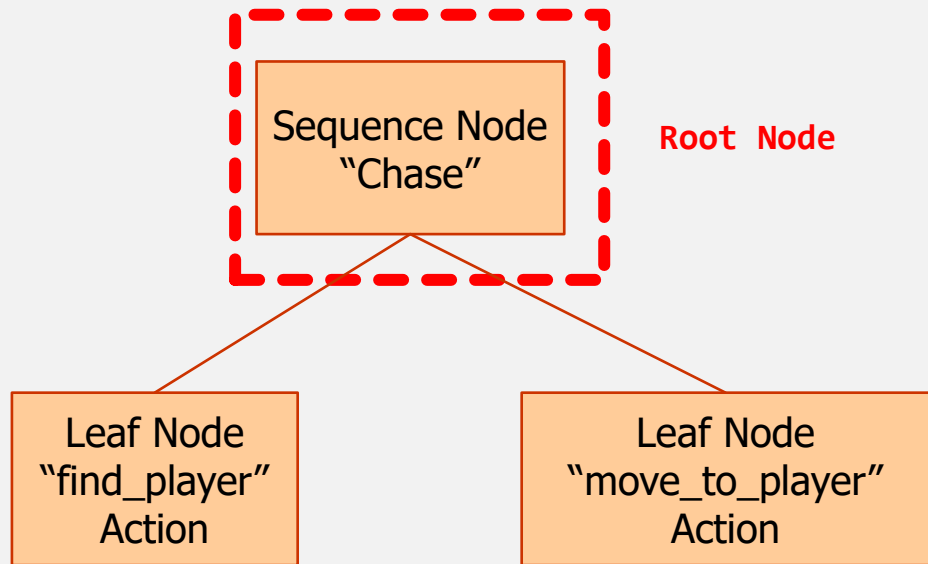 Sequence Node
“Chase”
Root Node
Leaf Node
“find_player”
Action
Leaf Node
“move_to_player”
Action